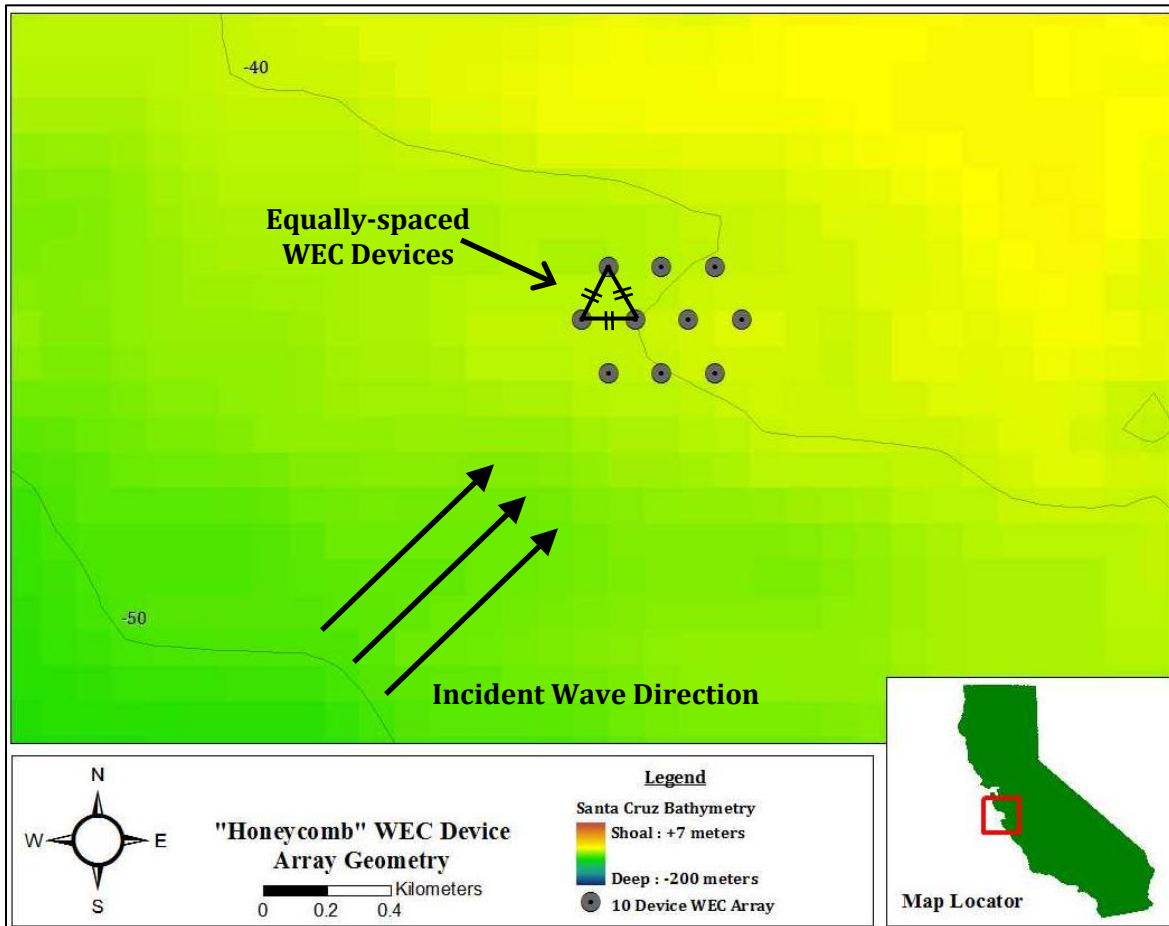 -40
Equally-spaced
WEC Devices
-50
Incident Wave Direction
N
W
E
S
"Honeycomb" WEC Device
Array Geometry
Kilometers
0 0.2 0.4
Legend
Santa Cruz Bathymetry
Shoal : +7 meters
Deep : -200 meters
10 Device WEC Array
Map Locator